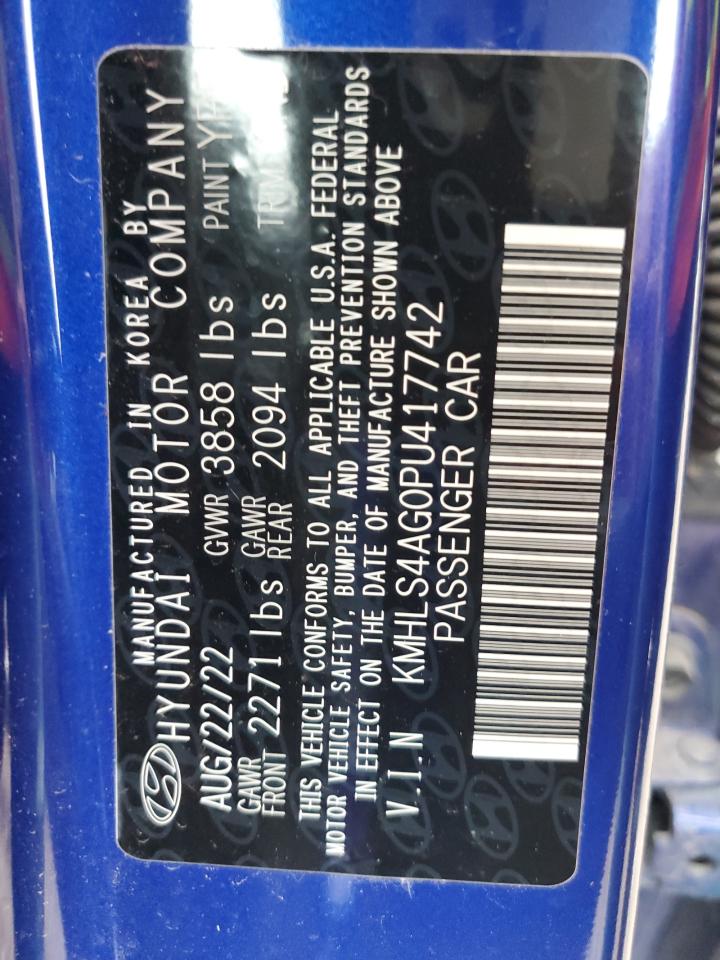 MANUFACTURED IN KOREA BY
HYUNDAI MOTOR COMPANY
AUG/22/22 GVWR 3858 lbs PAINT
GAWR FRONT 2271 lbs GAWR REAR 2094 lbs TRIM
THIS VEHICLE CONFORMS TO ALL APPLICABLE U.S.A. FEDERAL
MOTOR VEHICLE SAFETY, BUMPER, AND THEFT PREVENTION STANDARDS
IN EFFECT ON THE DATE OF MANUFACTURE SHOWN ABOVE
V.I.N KMHLS4AG0PU417742
PASSENGER CAR